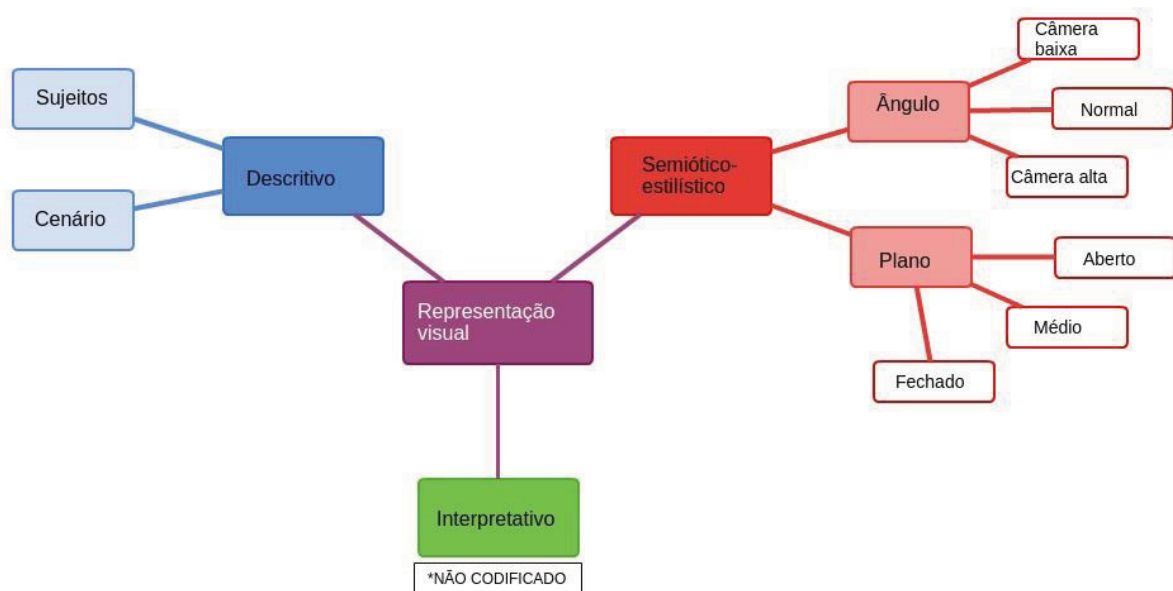 Sujeitos
Cenário
Descritivo
Representação
visual
Interpretativo
*NÃO CODIFICADO
Semiótico-
estilístico
Ângulo
Câmera
baixa
Normal
Câmera alta
Plano
Aberto
Médio
Fechado